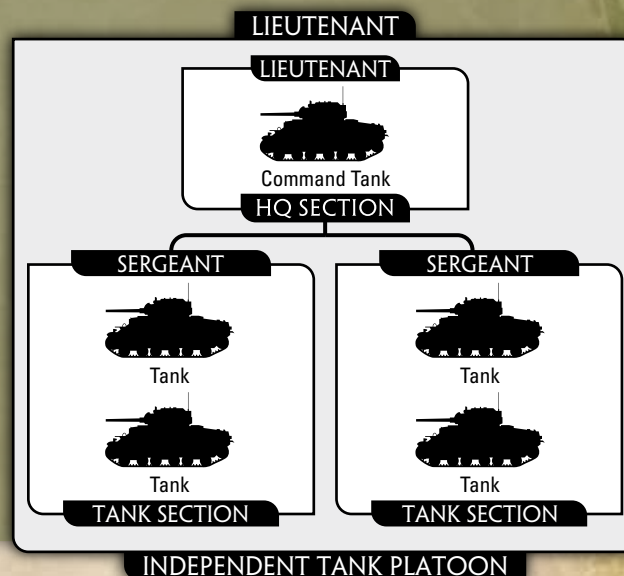 LIEUTENANT
LIEUTENANT
Command Tank
HQ SECTION
SERGEANT
Tank
Tank
TANK SECTION
SERGEANT
Tank
Tank
TANK SECTION
INDEPENDENT TANK PLATOON